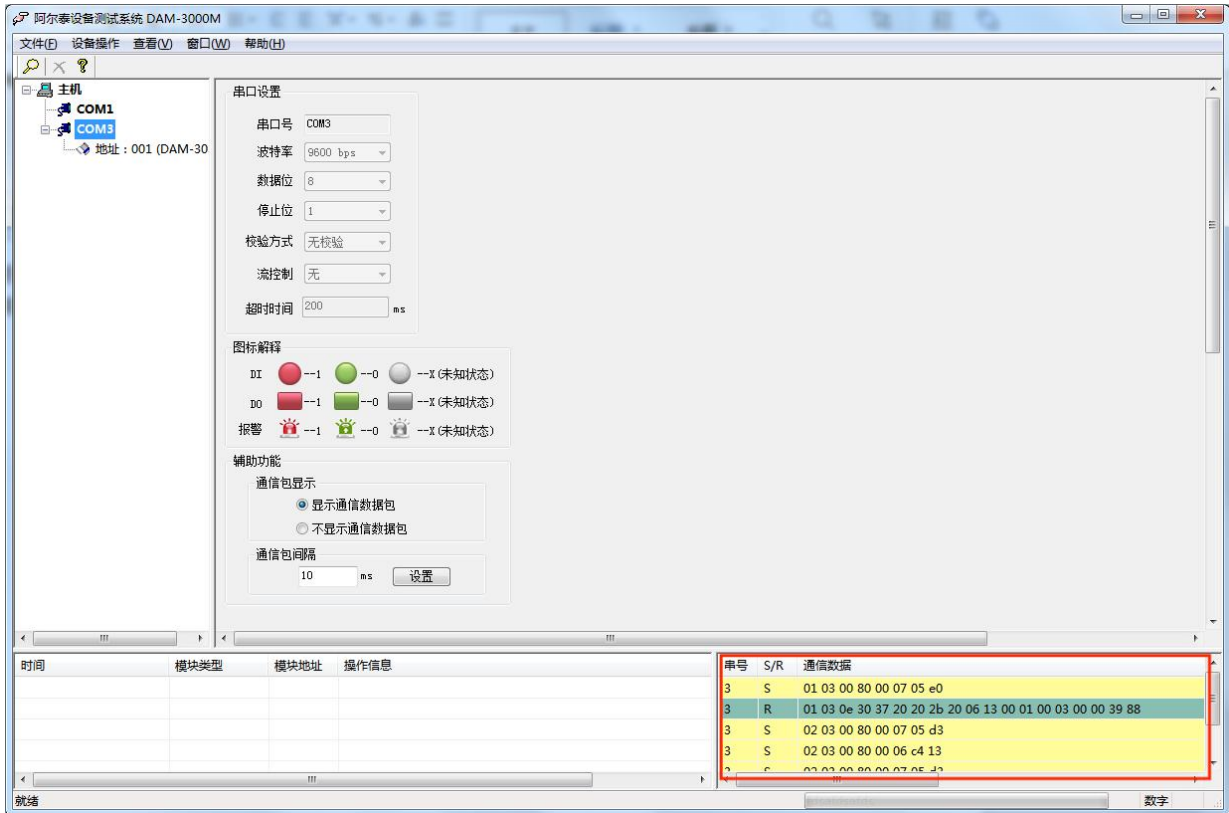 阿尔泰设备测试系统 DAM-3000M
文件(F) 设备操作 查看(V) 窗口(W) 帮助(H)
主机
COM1
COM3
地址：001 (DAM-30
串口设置
串口号 COM3
波特率 9600 bps
数据位 8
停止位 1
校验方式 无校验
流控制 无
超时时间 200 ms
图标解释
DI --1 --0 --X(未知状态)
DO --1 --0 --X(未知状态)
报警 --1 --0 --X(未知状态)
辅助功能
通信包显示
显示通信数据包
不显示通信数据包
通信包间隔
10 ms 设置
时间 模块类型 模块地址 操作信息
串号 S/R 通信数据
3 S 01 03 00 80 00 07 05 e0
3 R 01 03 0e 30 37 20 20 2b 20 06 13 00 01 00 03 00 00 39 88
3 S 02 03 00 80 00 07 05 d3
3 S 02 03 00 80 00 06 c4 13
3 S 02 03 00 80 00 07 05 d3
就绪 数字